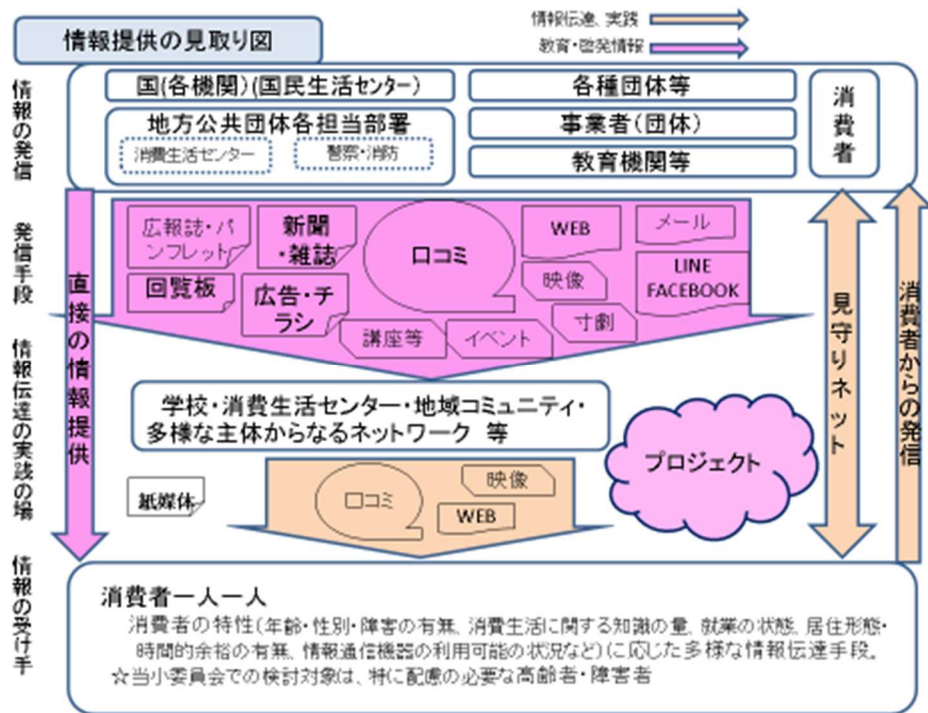 情報提供の見取り図
情報伝達、実践
教育・啓発情報
情報の発信
国(各機関)(国民生活センター)
地方公共団体各担当部署
消費生活センター
警察・消防
各種団体等
事業者(団体)
教育機関等
消費者
発信手段
広報誌・パ
ンフレット
新聞
・雑誌
口コミ
WEB
メール
回覧板
広告・チ
ラシ
映像
LINE
FACEBOOK
講座等
イベント
寸劇
直接の情報提供
見守りネット
消費者からの発信
情報伝達の実践の場
学校・消費生活センター・地域コミュニティ・
多様な主体からなるネットワーク 等
プロジェクト
紙媒体
口コミ
映像
WEB
情報の受け手
消費者一人一人
消費者の特性(年齢・性別・障害の有無、消費生活に関する知識の量、就業の状態、居住形態・
時間的余裕の有無、情報通信機器の利用可能の状況など)に応じた多様な情報伝達手段。
☆当小委員会での検討対象は、特に配慮の必要な高齢者・障害者